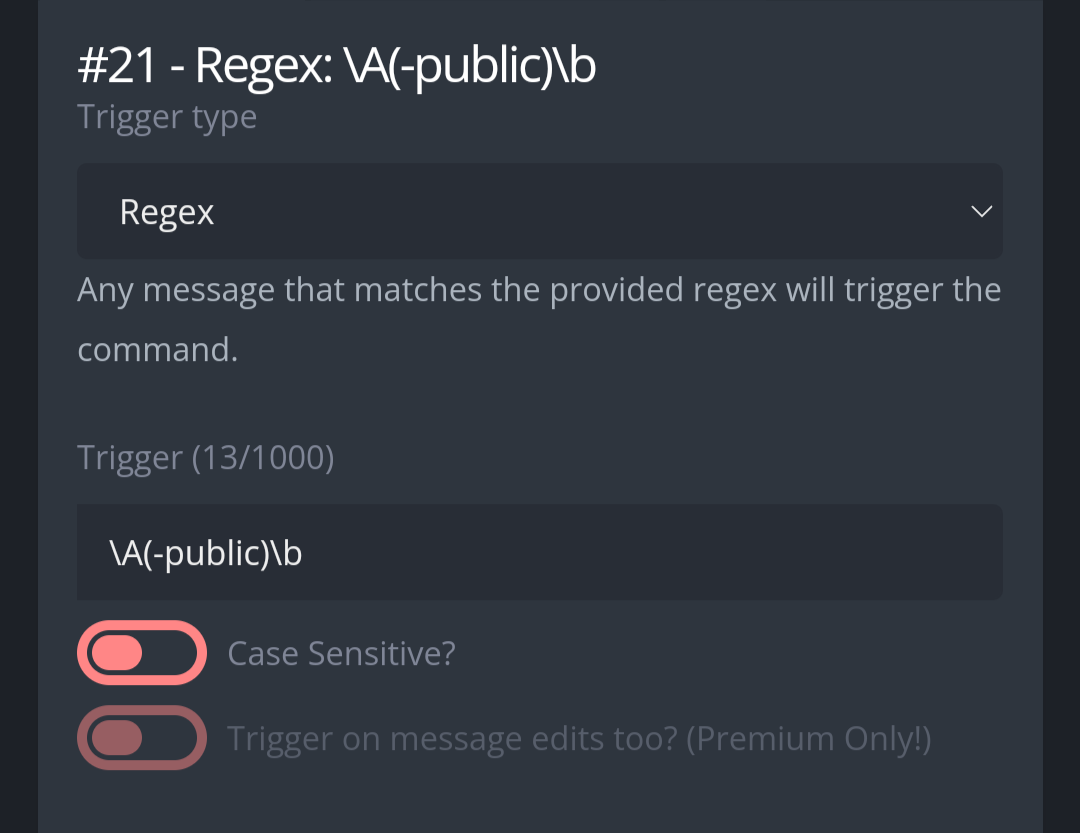 #21 - Regex: \A(-public)\b
Trigger type
Regex
Any message that matches the provided regex will trigger the
command.
Trigger (13/1000)
\A(-public)\b
Case Sensitive?
Trigger on message edits too? (Premium Only!)